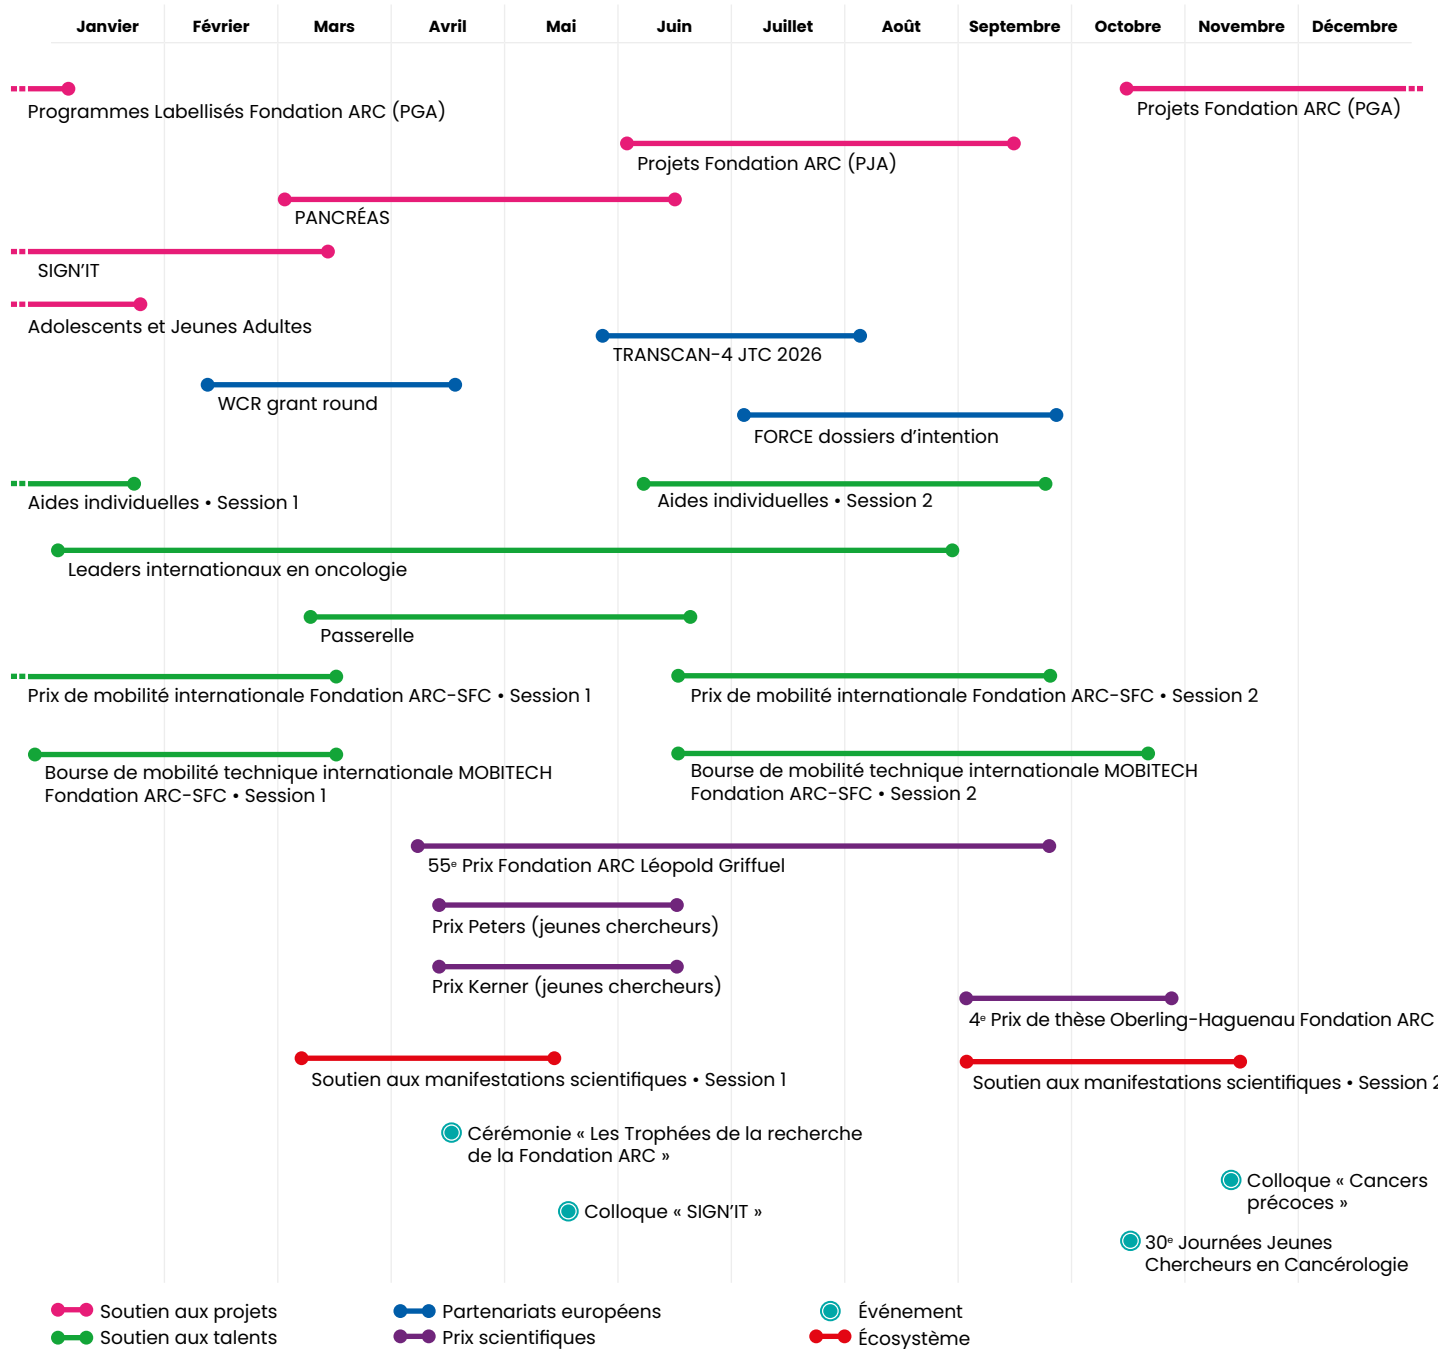 Janvier Février Mars Avril Mai Juin Juillet Août Septembre Octobre Novembre Décembre
Programmes Labellisés Fondation ARC (PGA)
Projets Fondation ARC (PGA)
Projets Fondation ARC (PJA)
PANCRÉAS
SIGN’IT
Adolescents et Jeunes Adultes
TRANSCAN-4 JTC 2026
WCR grant round
FORCE dossiers d’intention
Aides individuelles • Session 1
Aides individuelles • Session 2
Leaders internationaux en oncologie
Passerelle
Prix de mobilité internationale Fondation ARC-SFC • Session 1
Prix de mobilité internationale Fondation ARC-SFC • Session 2
Bourse de mobilité technique internationale MOBITECH
Fondation ARC-SFC • Session 1
Bourse de mobilité technique internationale MOBITECH
Fondation ARC-SFC • Session 2
55e Prix Fondation ARC Léopold Griffuel
Prix Peters (jeunes chercheurs)
Prix Kerner (jeunes chercheurs)
4e Prix de thèse Oberling-Haguenau Fondation ARC
Soutien aux manifestations scientifiques • Session 1
Soutien aux manifestations scientifiques • Session 2
Cérémonie « Les Trophées de la recherche
de la Fondation ARC »
Colloque « Cancers
précoces »
Colloque « SIGN’IT »
30e Journées Jeunes
Chercheurs en Cancérologie
Soutien aux projets
Partenariats européens
Événement
Soutien aux talents
Prix scientifiques
Écosystème